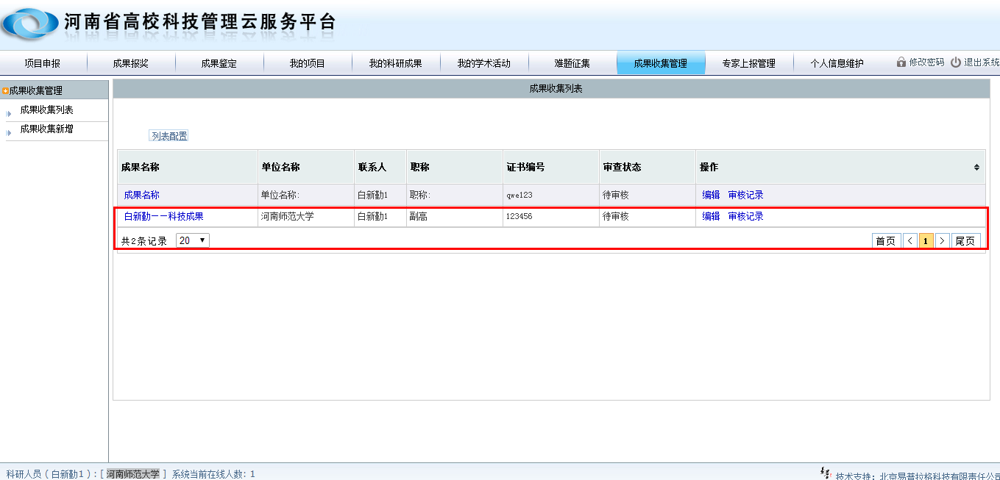 河南省高校科技管理云服务平台
项目申报 成果报奖 成果鉴定 我的项目 我的科研成果 我的学术活动 难题征集 成果收集管理 专家上报管理 个人信息维护 修改密码 退出系统
成果收集管理
成果收集列表
成果收集新增
成果收集列表
列表配置
成果名称 单位名称 联系人 职称 证书编号 审查状态 操作
成果名称 单位名称: 白新勤1 职称: qwe123 待审核 编辑 审核记录
白新勤——科技成果 河南师范大学 白新勤1 副高 123456 待审核 编辑 审核记录
共2条记录 20 首页 < 1 > 尾页
科研人员(白新勤1):[河南师范大学] 系统当前在线人数: 1
技术支持: 北京易普拉格科技有限责任公司